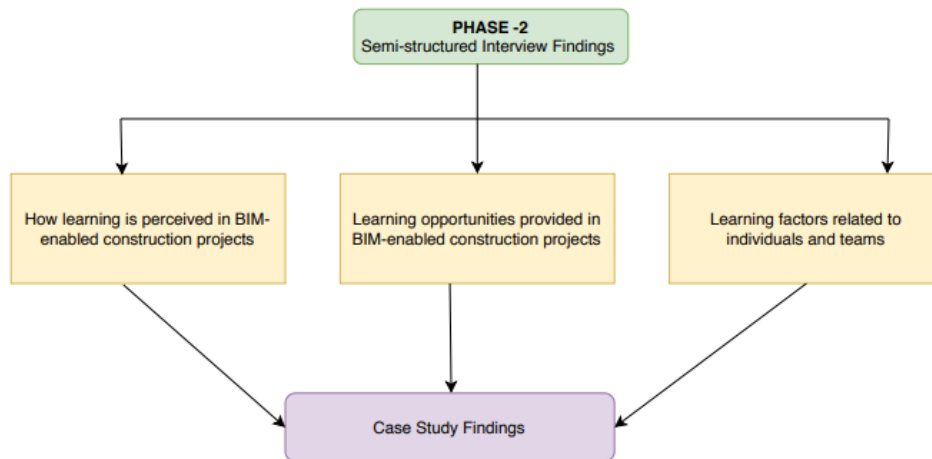 PHASE -2
Semi-structured Interview Findings
How learning is perceived in BIM-
enabled construction projects
Learning opportunities provided in
BIM-enabled construction projects
Learning factors related to
individuals and teams
Case Study Findings